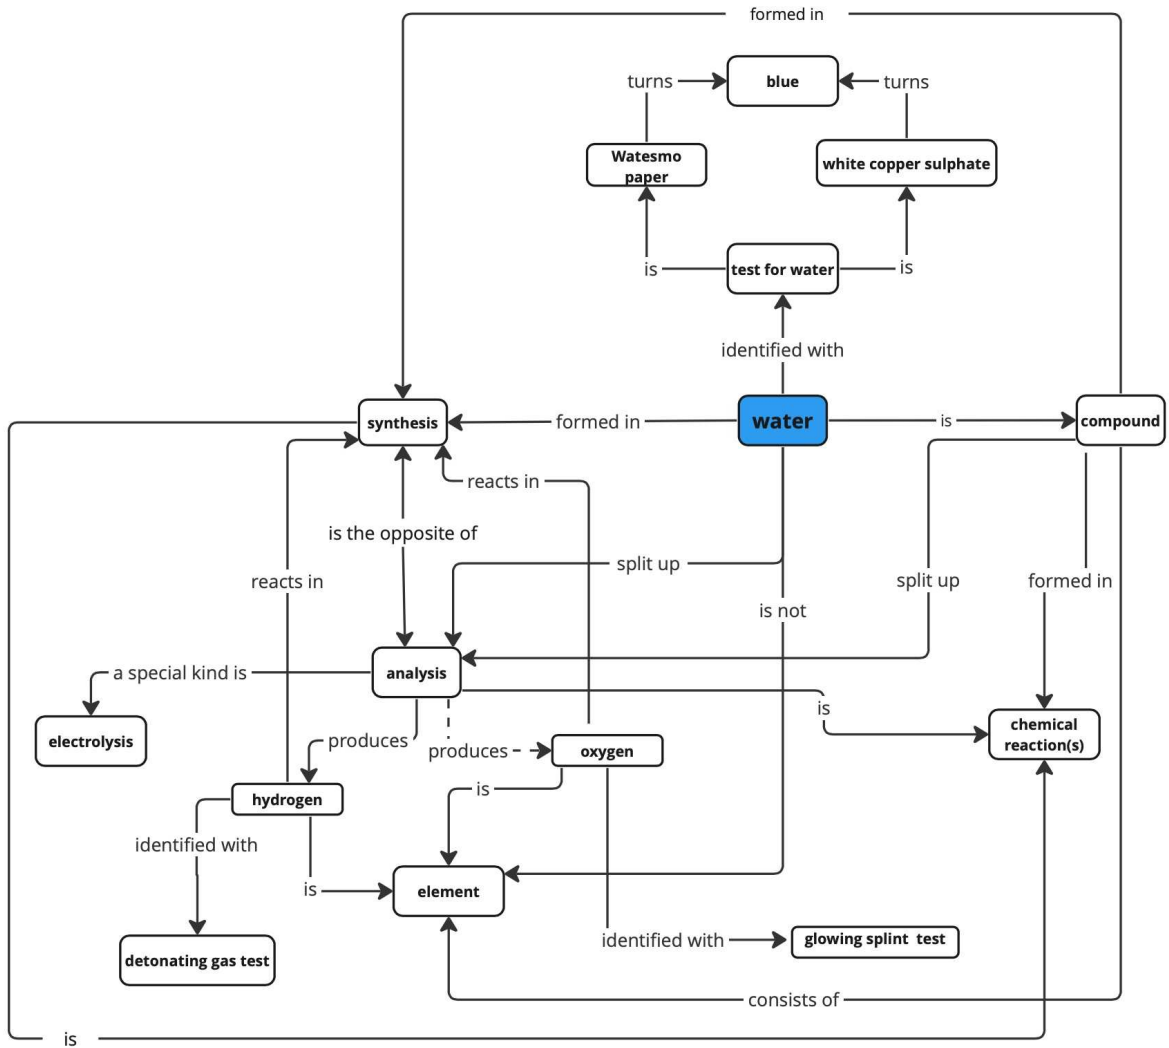 formed in
turns
blue
turns
Watesmo
paper
white copper sulphate
is
test for water
is
identified with
synthesis
formed in
water
is
compound
reacts in
is the opposite of
split up
reacts in
split up
formed in
is not
a special kind is
analysis
is
electrolysis
produces
produces
oxygen
chemical
reaction(s)
is
hydrogen
identified with
is
element
identified with
glowing splint test
detonating gas test
consists of
is